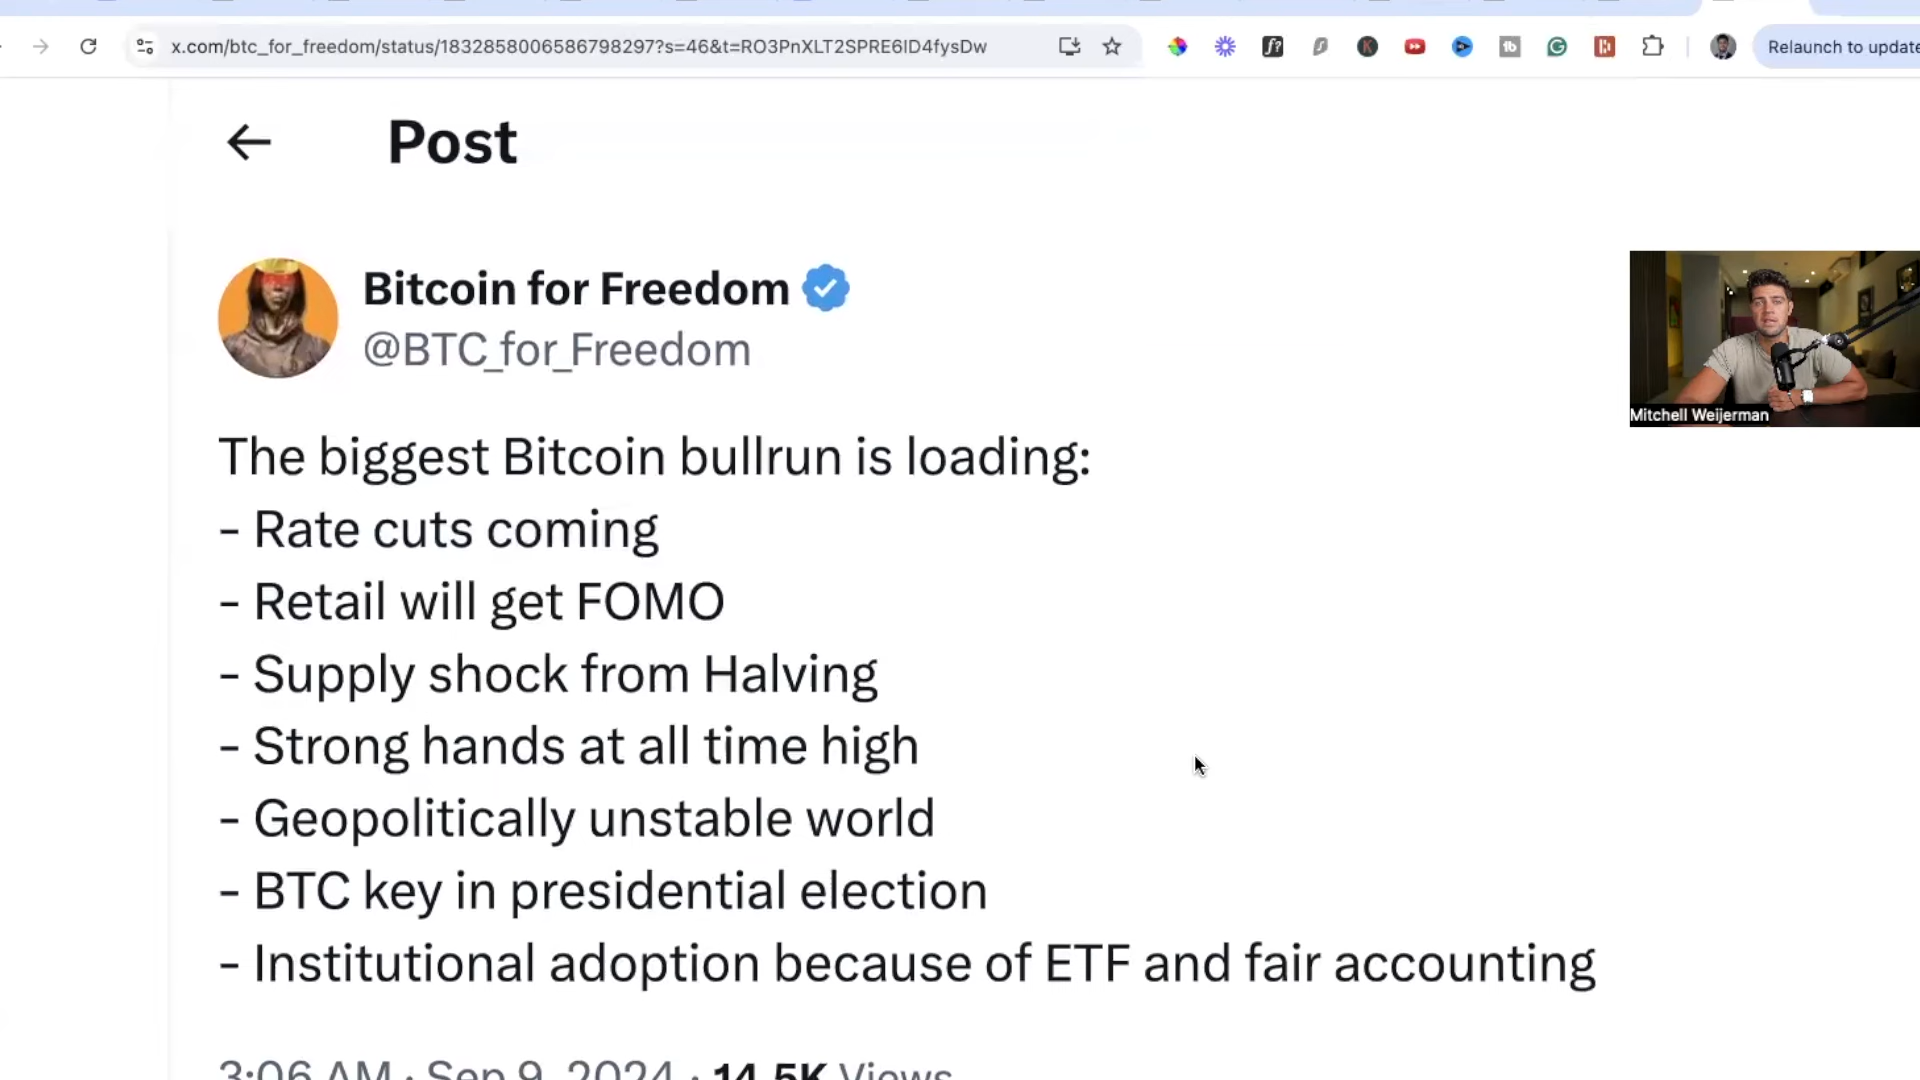 x.com/btc_for_freedom/status/1832858006586798297?s=46&t=RO3PnXLT2SPRE6ID4fysDw
Relaunch to update
Post
Bitcoin for Freedom
@BTC_for_Freedom
Mitchell Weijerman
The biggest Bitcoin bullrun is loading:
- Rate cuts coming
- Retail will get FOMO
- Supply shock from Halving
- Strong hands at all time high
- Geopolitically unstable world
- BTC key in presidential election
- Institutional adoption because of ETF and fair accounting
3:06 AM · Sep 9, 2024 · 14.5K Views